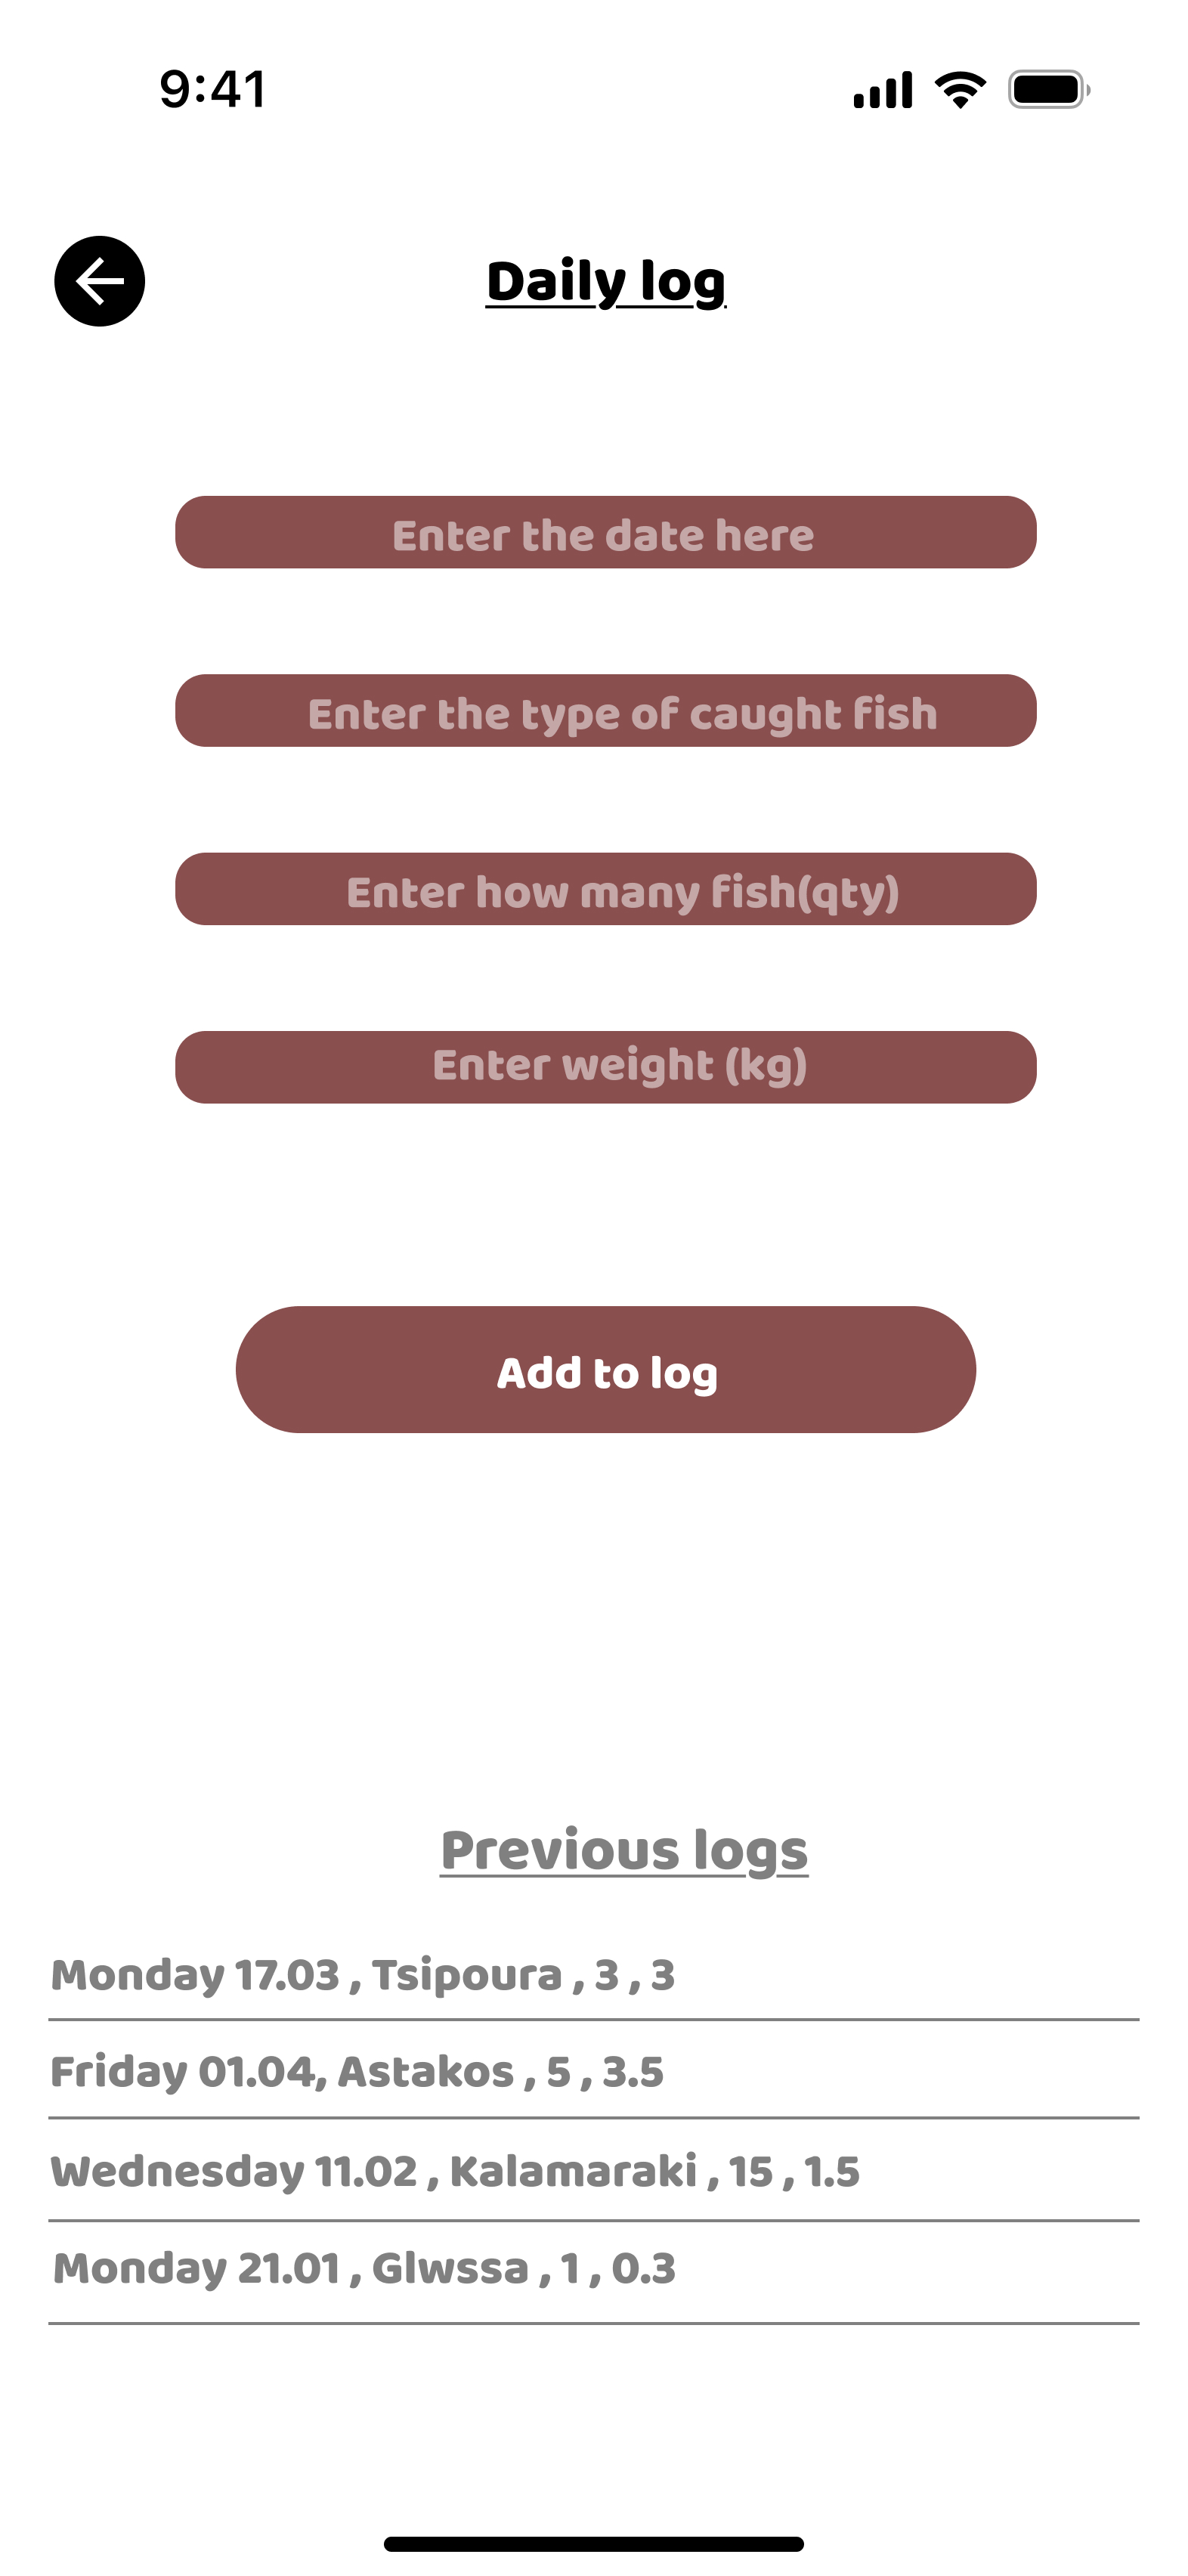 9:41
Daily log
Enter the date here
Enter the type of caught fish
Enter how many fish(qty)
Enter weight (kg)
Add to log
Previous logs
Monday 17.03 , Tsipoura , 3 , 3
Friday 01.04, Astakos , 5 , 3.5
Wednesday 11.02 , Kalamaraki , 15 , 1.5
Monday 21.01 , Glwssa , 1 , 0.3